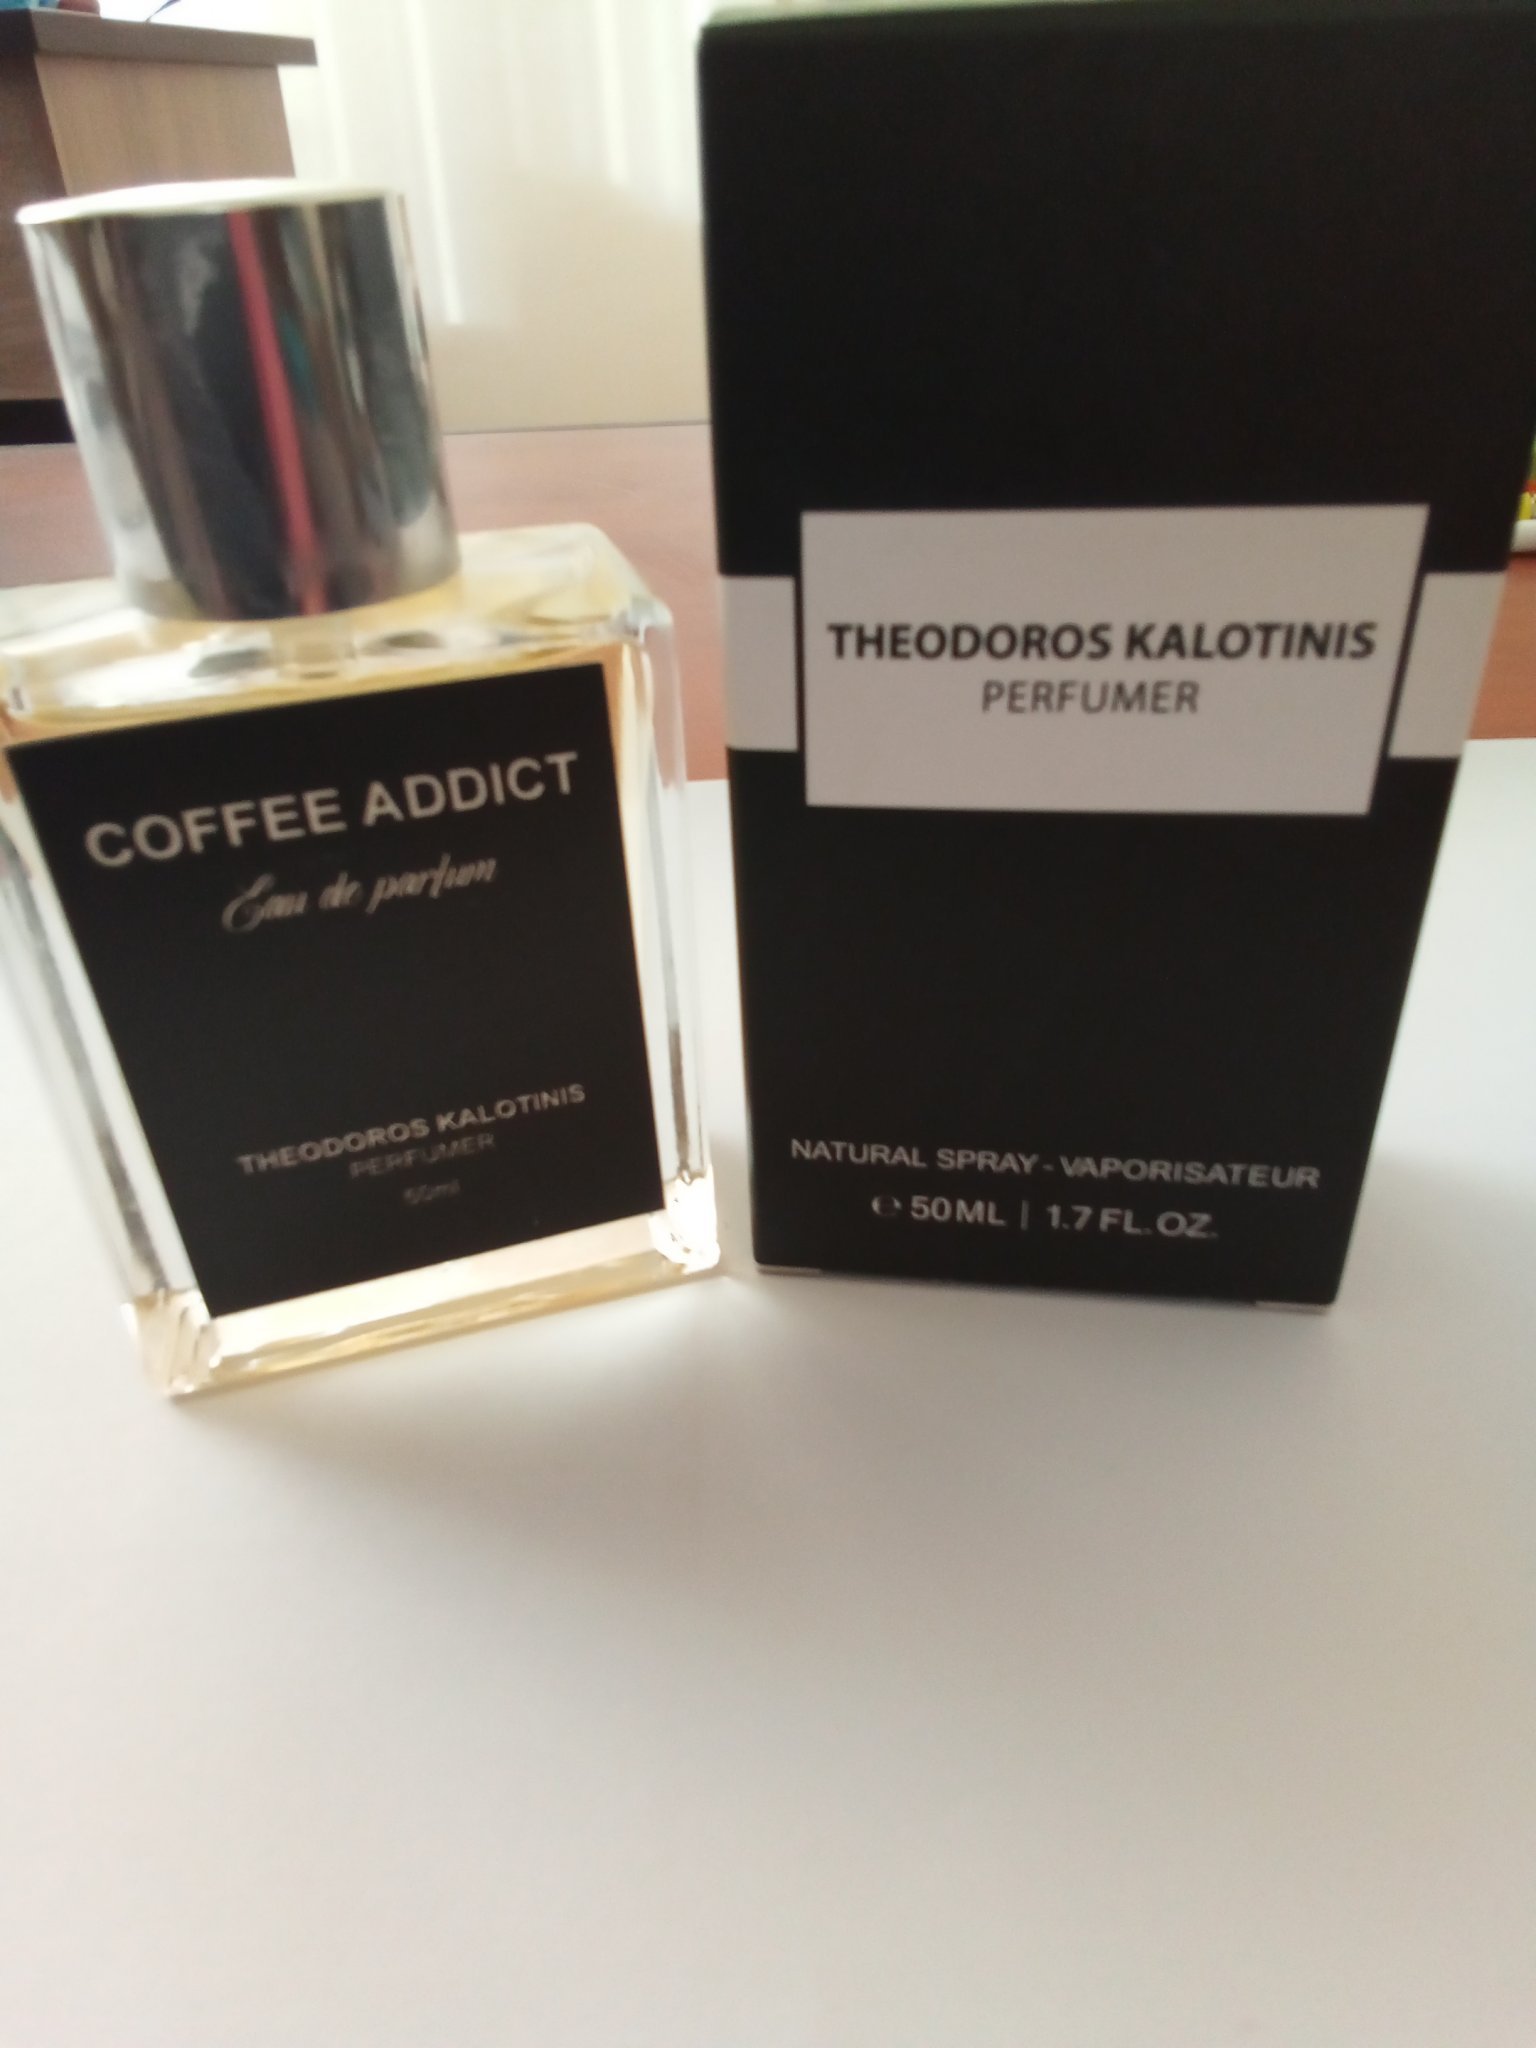 COFFEE ADDICT
Eau de parfum
THEODOROS KALOTINIS
PERFUMER
50ml
THEODOROS KALOTINIS
PERFUMER
NATURAL SPRAY - VAPORISATEUR
℮ 50ML | 1.7 FL. OZ.